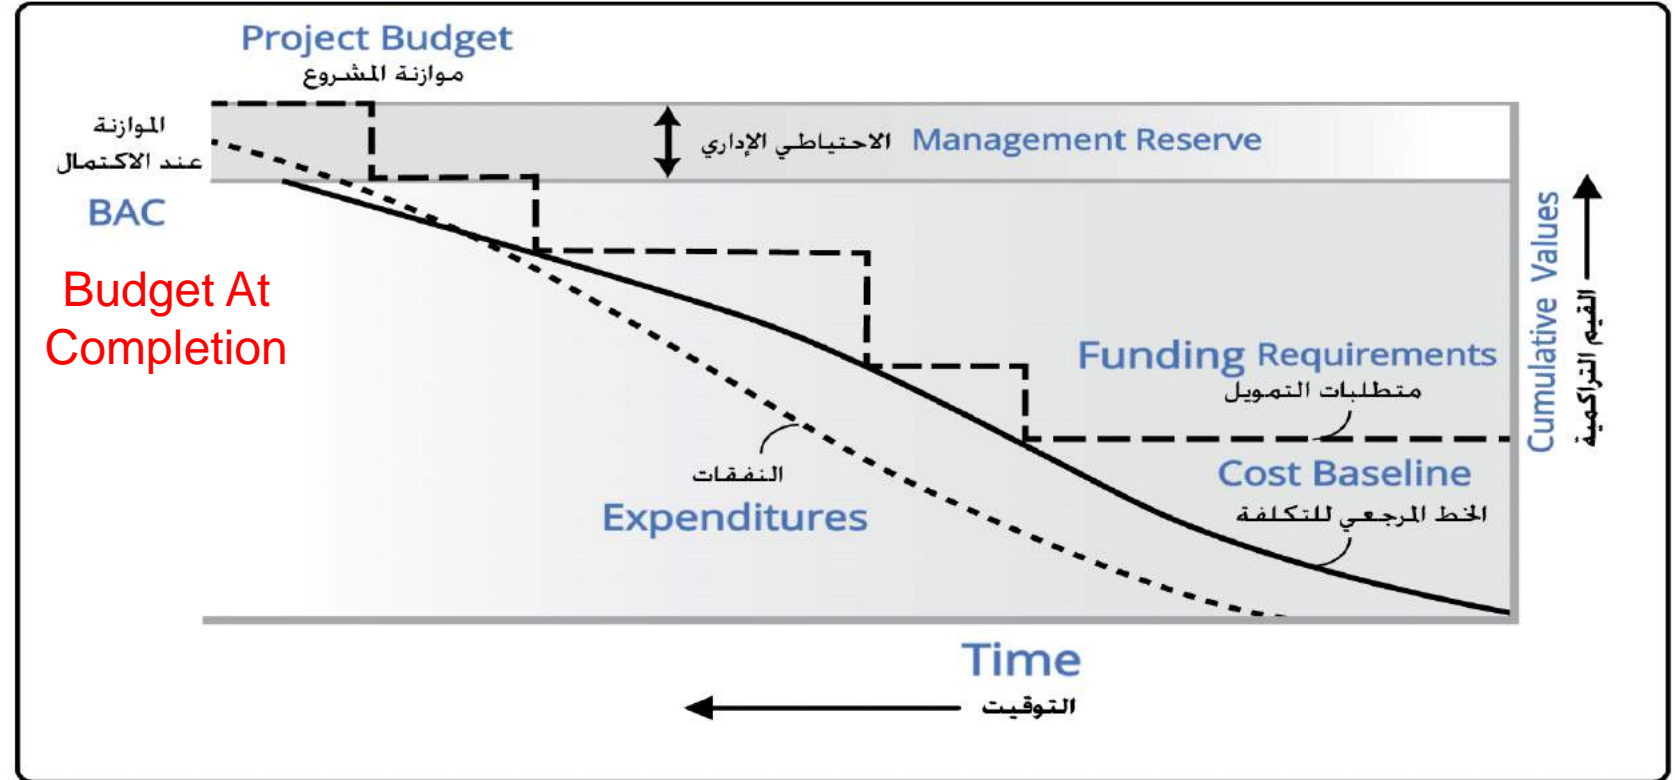 Project Budget
موازنة المشروع
الموازنة
عند الاكتمال
BAC
Budget At
Completion
الاحتياطي الإداري Management Reserve
Cumulative Values
القيم التراكمية
Funding Requirements
متطلبات التمويل
Cost Baseline
الخط المرجعي للتكلفة
النفقات
Expenditures
Time
التوقيت